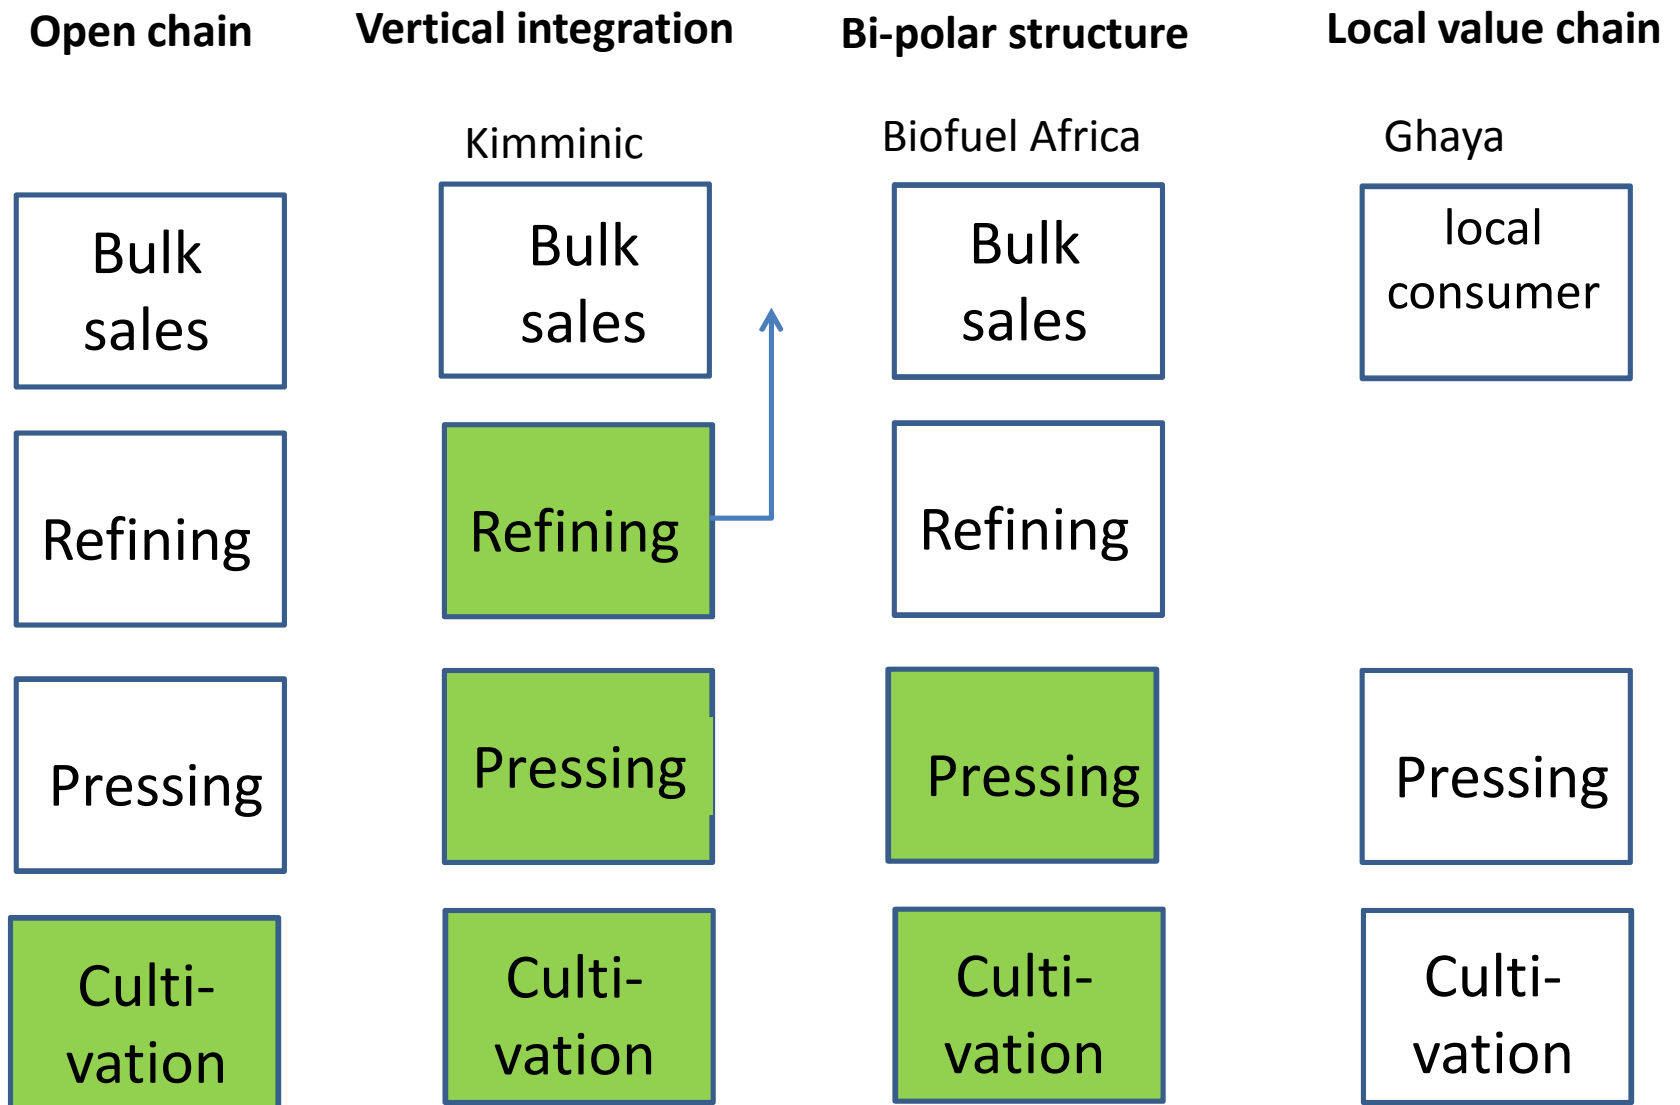 Open chain
Vertical integration
Bi-polar structure
Local value chain
Kimminic
Biofuel Africa
Ghaya
Bulk
sales
Bulk
sales
Bulk
sales
local
consumer
Refining
Refining
Refining
Pressing
Pressing
Pressing
Pressing
Culti-
vation
Culti-
vation
Culti-
vation
Culti-
vation